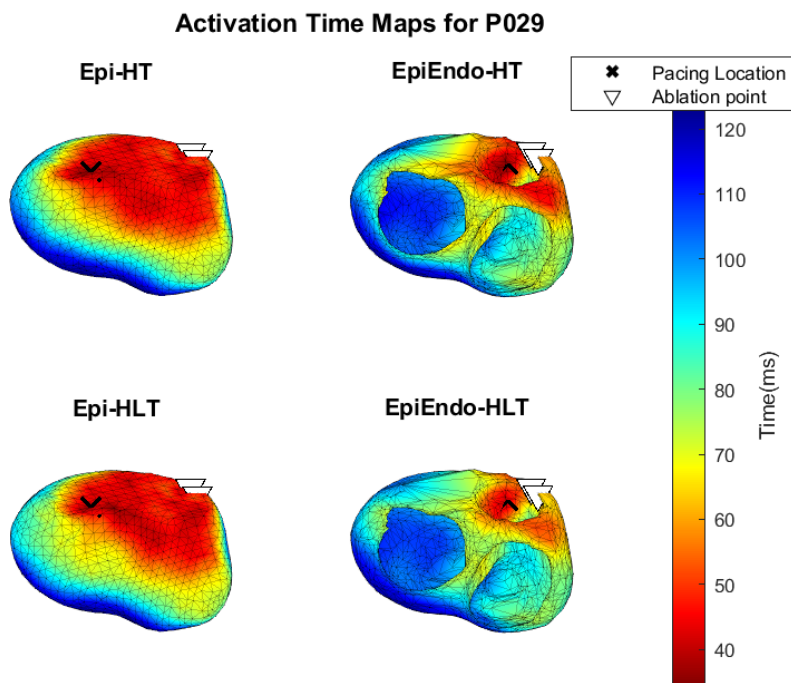 Activation Time Maps for P029
Epi-HT
EpiEndo-HT
Pacing Location
Ablation point
Epi-HLT
EpiEndo-HLT
120
110
100
90
80
70
60
50
40
Time(ms)